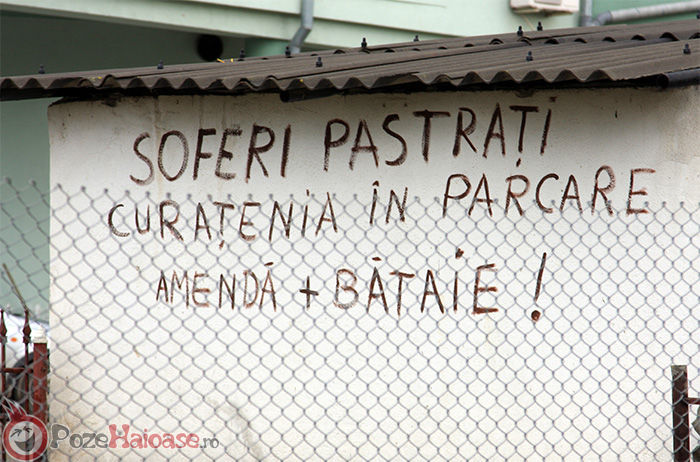 SOFERI PASTRAȚI
CURAȚENIA ÎN PARCARE
AMENDĂ + BĂTAIE !
PozeHaioase.ro